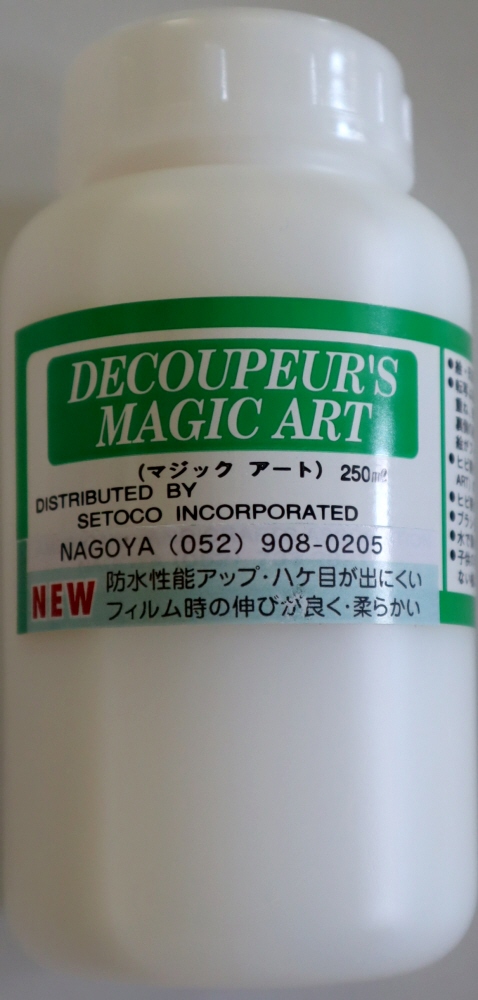 DECOUPEUR'S
MAGIC ART
(マジック アート) 250㎖
DISTRIBUTED BY
SETOCO INCORPORATED
NAGOYA (052) 908-0205
NEW 防水性能アップ・ハケ目が出にくい
フィルム時の伸びが良く・柔らかい